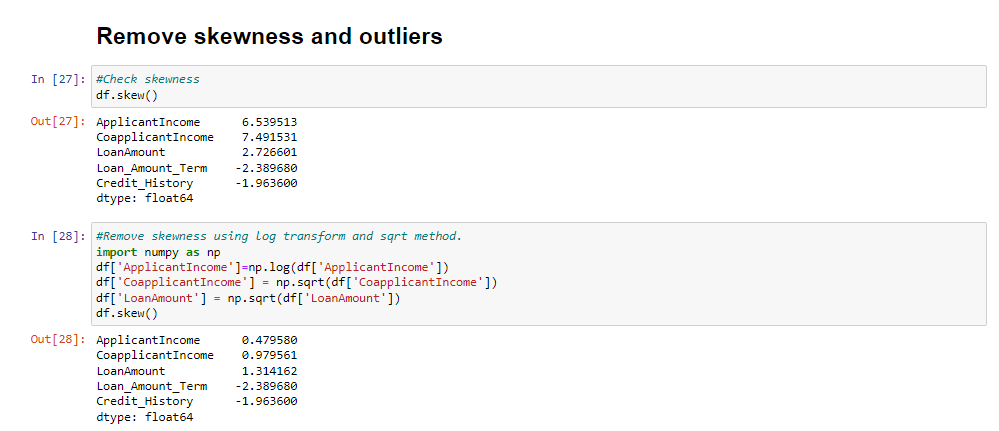 Remove skewness and outliers
In [27]: #Check skewness
df.skew()
Out[27]: ApplicantIncome 6.539513
CoapplicantIncome 7.491531
LoanAmount 2.726601
Loan_Amount_Term -2.389680
Credit_History -1.963600
dtype: float64
In [28]: #Remove skewness using log transform and sqrt method.
import numpy as np
df['ApplicantIncome']=np.log(df['ApplicantIncome'])
df['CoapplicantIncome'] = np.sqrt(df['CoapplicantIncome'])
df['LoanAmount'] = np.sqrt(df['LoanAmount'])
df.skew()
Out[28]: ApplicantIncome 0.479580
CoapplicantIncome 0.979561
LoanAmount 1.314162
Loan_Amount_Term -2.389680
Credit_History -1.963600
dtype: float64